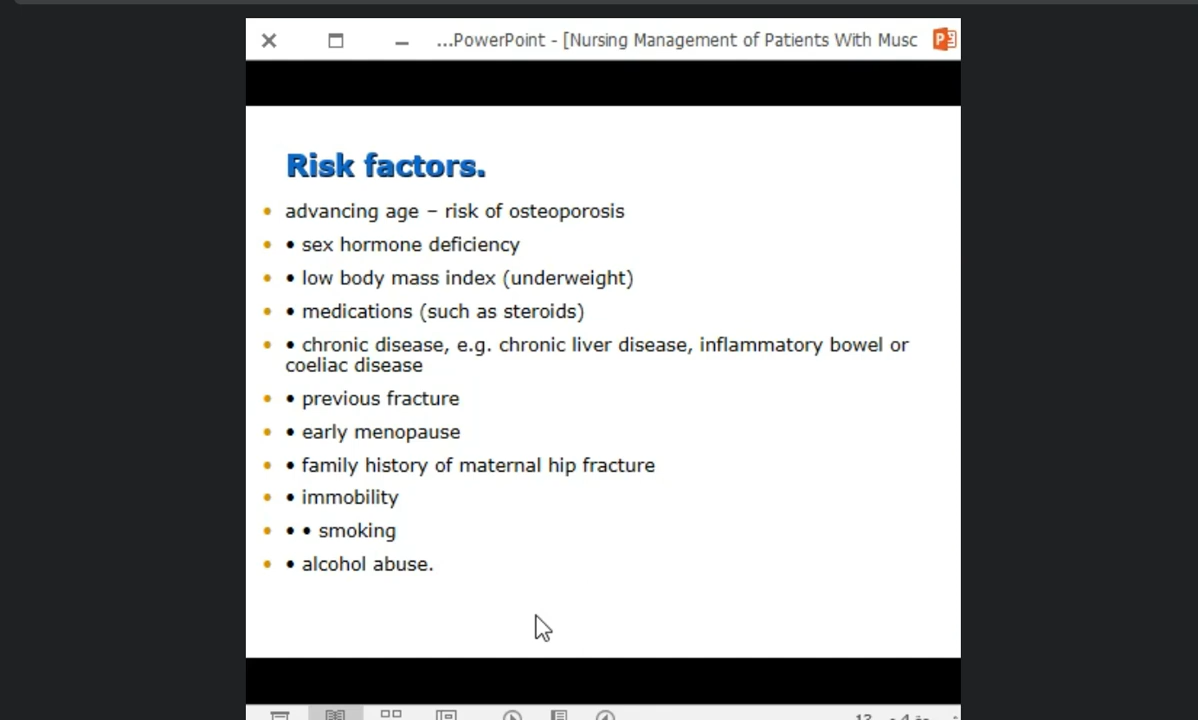 ...PowerPoint - [Nursing Management of Patients With Musc
Risk factors.
• advancing age – risk of osteoporosis
• • sex hormone deficiency
• • low body mass index (underweight)
• • medications (such as steroids)
• • chronic disease, e.g. chronic liver disease, inflammatory bowel or
coeliac disease
• • previous fracture
• • early menopause
• • family history of maternal hip fracture
• • immobility
• • • smoking
• • alcohol abuse.